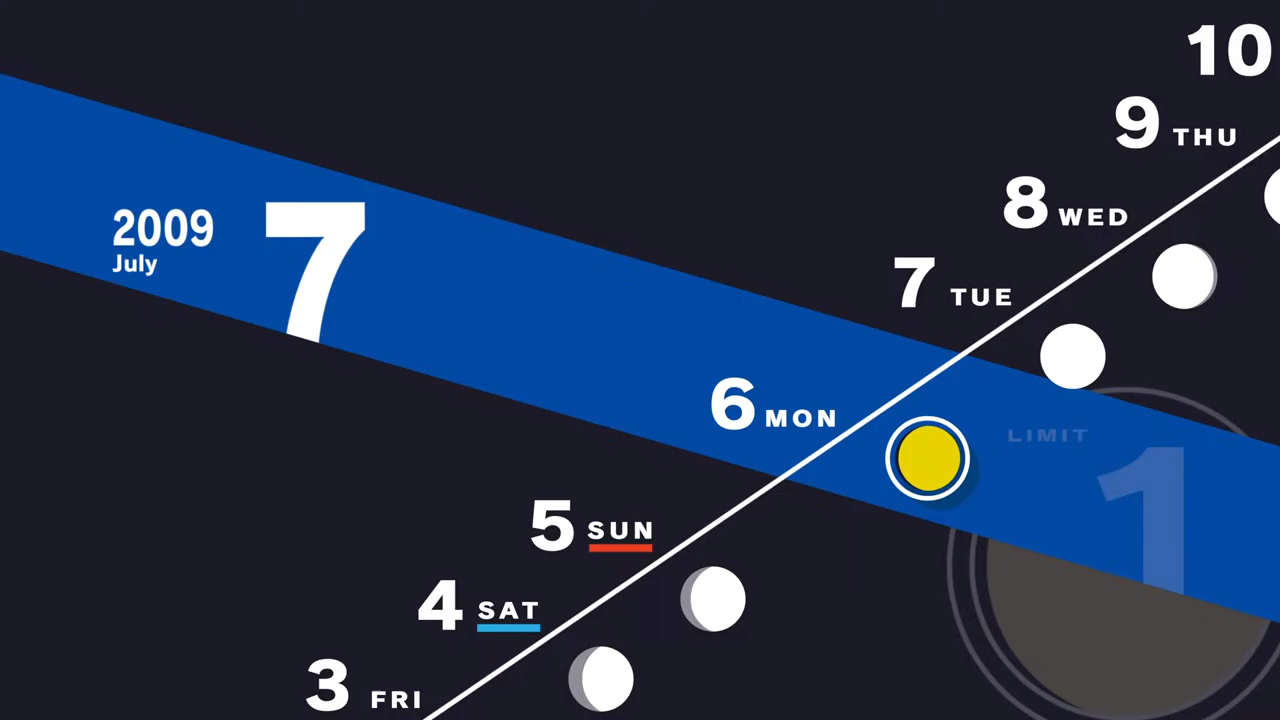 10
9 THU
8 WED
7 TUE
2009
July
7
6 MON
LIMIT
1
5 SUN
4 SAT
3 FRI